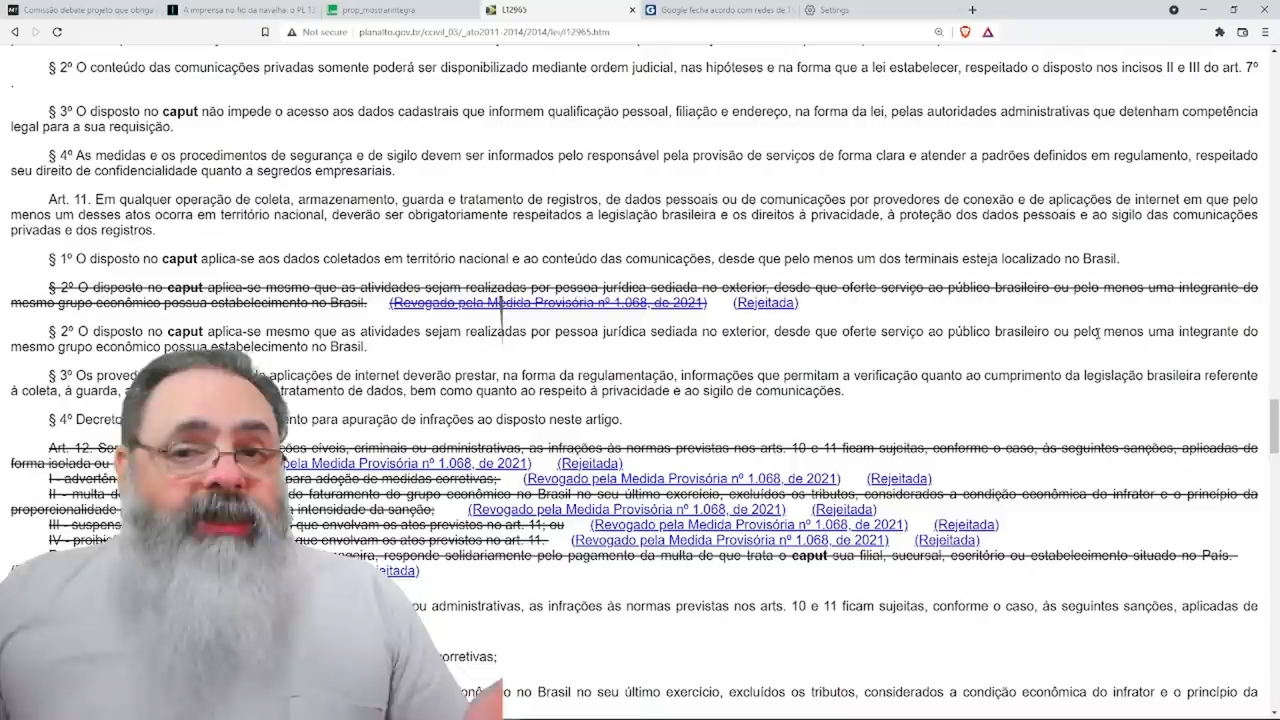 Comissão debate projeto que obriga
A imprensa no fio da navalha: o PL 13
prop_mostrarintegra
L12965
Google fecha acordo com redes de T
Settings
Not secure | planalto.gov.br/ccivil_03/_ato2011-2014/2014/lei/l12965.htm
§ 2º O conteúdo das comunicações privadas somente poderá ser disponibilizado mediante ordem judicial, nas hipóteses e na forma que a lei estabelecer, respeitado o disposto nos incisos II e III do art. 7º
.
§ 3º O disposto no caput não impede o acesso aos dados cadastrais que informem qualificação pessoal, filiação e endereço, na forma da lei, pelas autoridades administrativas que detenham competência
legal para a sua requisição.
§ 4º As medidas e os procedimentos de segurança e de sigilo devem ser informados pelo responsável pela provisão de serviços de forma clara e atender a padrões definidos em regulamento, respeitado
seu direito de confidencialidade quanto a segredos empresariais.
Art. 11. Em qualquer operação de coleta, armazenamento, guarda e tratamento de registros, de dados pessoais ou de comunicações por provedores de conexão e de aplicações de internet em que pelo
menos um desses atos ocorra em território nacional, deverão ser obrigatoriamente respeitados a legislação brasileira e os direitos à privacidade, à proteção dos dados pessoais e ao sigilo das comunicações
privadas e dos registros.
§ 1º O disposto no caput aplica-se aos dados coletados em território nacional e ao conteúdo das comunicações, desde que pelo menos um dos terminais esteja localizado no Brasil.
§ 2º O disposto no caput aplica-se mesmo que as atividades sejam realizadas por pessoa jurídica sediada no exterior, desde que oferte serviço ao público brasileiro ou pelo menos uma integrante do
mesmo grupo econômico possua estabelecimento no Brasil. (Revogado pela Medida Provisória nº 1.068, de 2021) (Rejeitada)
§ 2º O disposto no caput aplica-se mesmo que as atividades sejam realizadas por pessoa jurídica sediada no exterior, desde que oferte serviço ao público brasileiro ou pelo menos uma integrante do
mesmo grupo econômico possua estabelecimento no Brasil.
§ 3º Os prove aplicações de internet deverão prestar, na forma da regulamentação, informações que permitam a verificação quanto ao cumprimento da legislação brasileira referente
à coleta, à guarda, a tratamento de dados, bem como quanto ao respeito à privacidade e ao sigilo de comunicações.
§ 4º Decreto nto para apuração de infrações ao disposto neste artigo.
Art. 12. Se ções cíveis, criminais ou administrativas, as infrações às normas previstas nos arts. 10 e 11 ficam sujeitas, conforme o caso, às seguintes sanções, aplicadas de
forma isolada ou pela Medida Provisória nº 1.068, de 2021) (Rejeitada)
I - advertên para adoção de medidas corretivas; (Revogado pela Medida Provisória nº 1.068, de 2021) (Rejeitada)
II - multa d do faturamento do grupo econômico no Brasil no seu último exercício, excluídos os tributos, considerados a condição econômica do infrator e o princípio da
proporcionalidade intensidade da sanção; (Revogado pela Medida Provisória nº 1.068, de 2021) (Rejeitada)
III - suspens que envolvam os atos previstos no art. 11; ou (Revogado pela Medida Provisória nº 1.068, de 2021) (Rejeitada)
IV - proibi que envolvam os atos previstos no art. 11. (Revogado pela Medida Provisória nº 1.068, de 2021) (Rejeitada)
ngeira, responde solidariamente pelo pagamento da multa de que trata o caput sua filial, sucursal, escritório ou estabelecimento situado no País.
eitada)
ou administrativas, as infrações às normas previstas nos arts. 10 e 11 ficam sujeitas, conforme o caso, às seguintes sanções, aplicadas de
corretivas;
onômico no Brasil no seu último exercício, excluídos os tributos, considerados a condição econômica do infrator e o princípio da